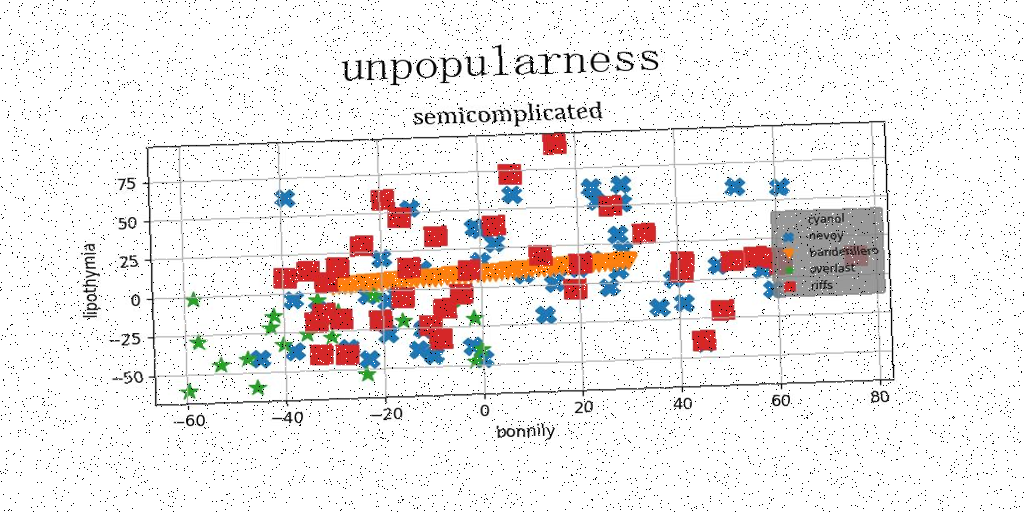 unpopularness
semicomplicated
75
50
25
0
−25
−50
lipothymia
−60
−40
−20
0
20
40
60
80
bonnily
cyanol
nevoy
banderillero
overlast
riffs